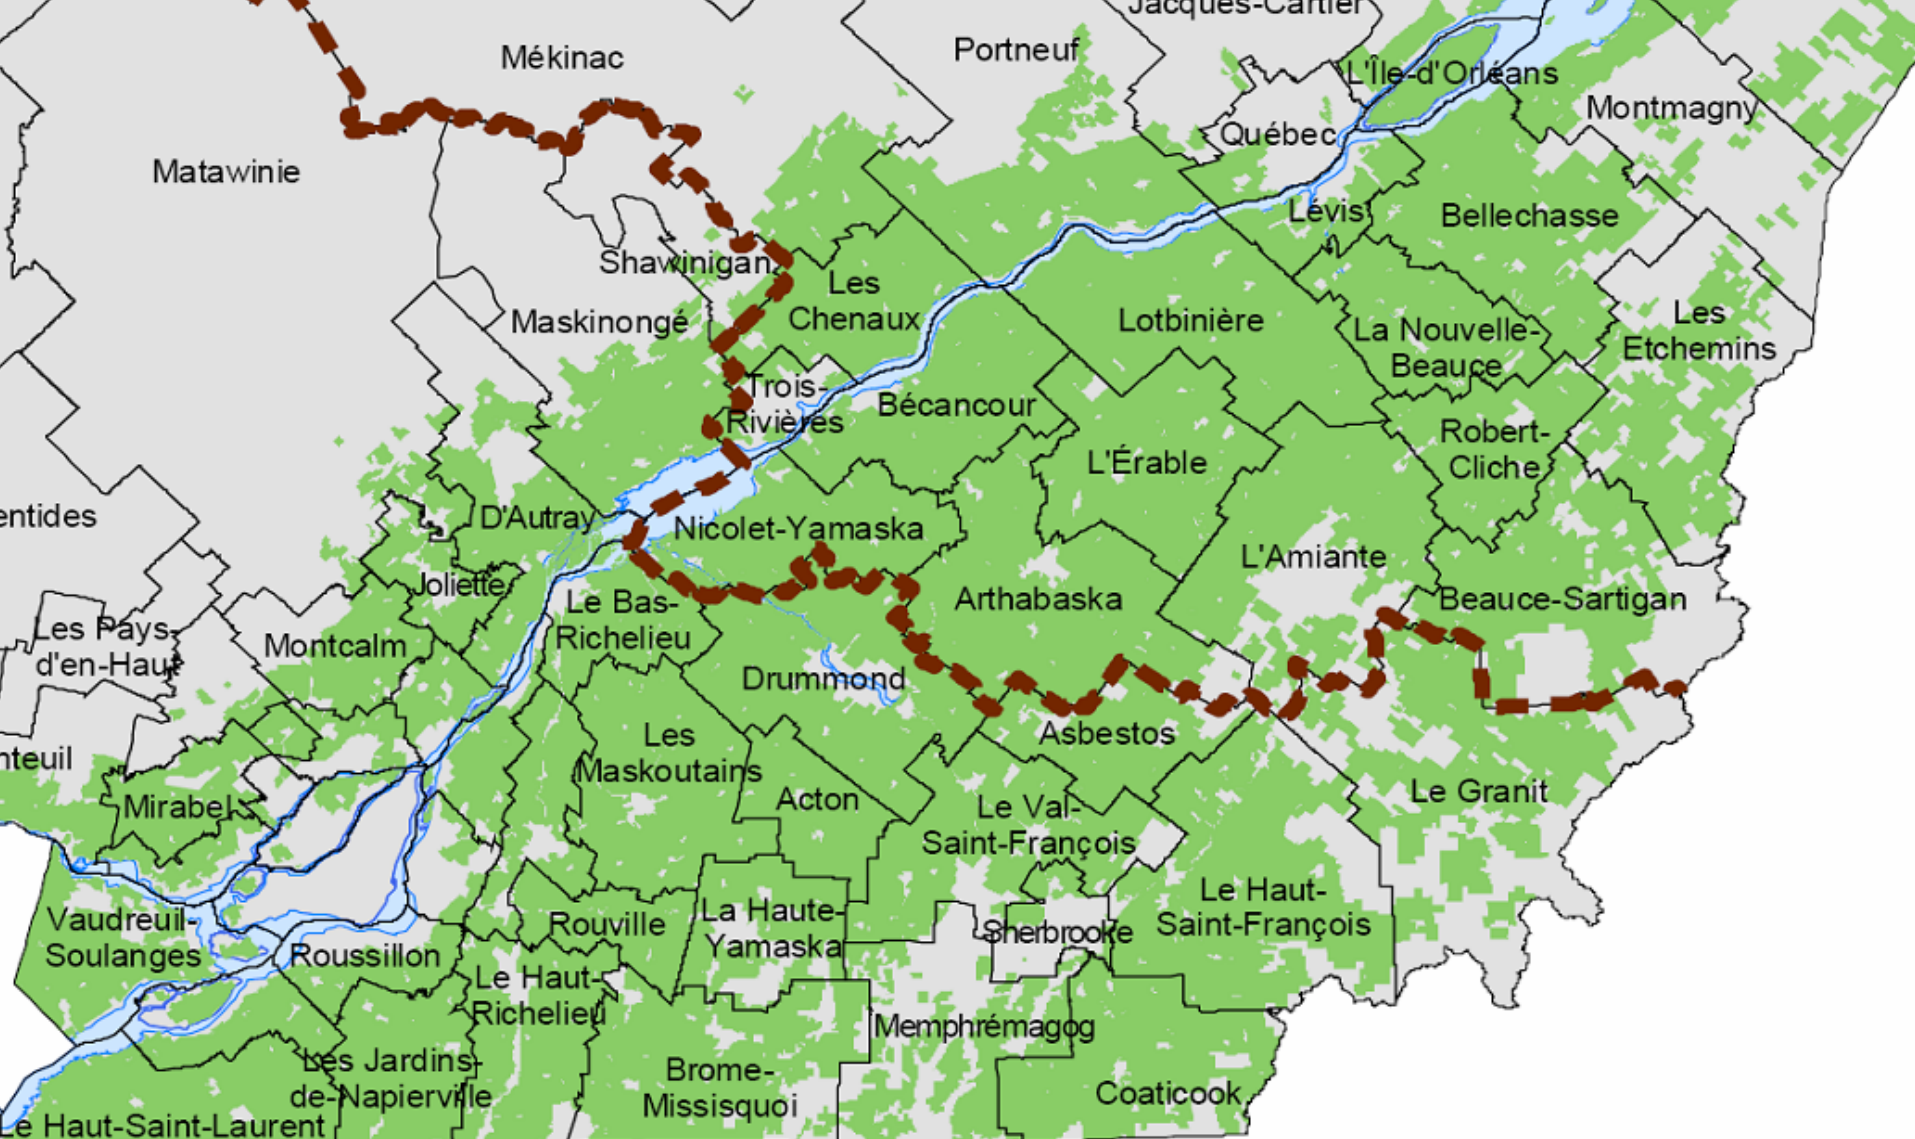 Jacques-Cartier
Mékinac
Portneuf
L'Île-d'Orléans
Montmagny
Québec
Matawinie
Lévis
Bellechasse
Shawinigan
Les
Chenaux
Maskinongé
Lotbinière
La Nouvelle-
Beauce
Les
Etchemins
Trois-
Rivières
Bécancour
Robert-
Cliche
L'Érable
entides
D'Autray
Nicolet-Yamaska
L'Amiante
Joliette
Le Bas-
Richelieu
Arthabaska
Beauce-Sartigan
Les Pays-
d'en-Haut
Montcalm
Drummond
Asbestos
Les
Maskoutains
nteuil
Mirabel
Acton
Le Val-
Saint-François
Le Granit
Vaudreuil-
Soulanges
Roussillon
Rouville
La Haute-
Yamaska
Sherbrooke
Le Haut-
Saint-François
Le Haut-
Richelieu
Memphrémagog
Les Jardins-
de-Napierville
Brome-
Missisquoi
Coaticook
Le Haut-Saint-Laurent